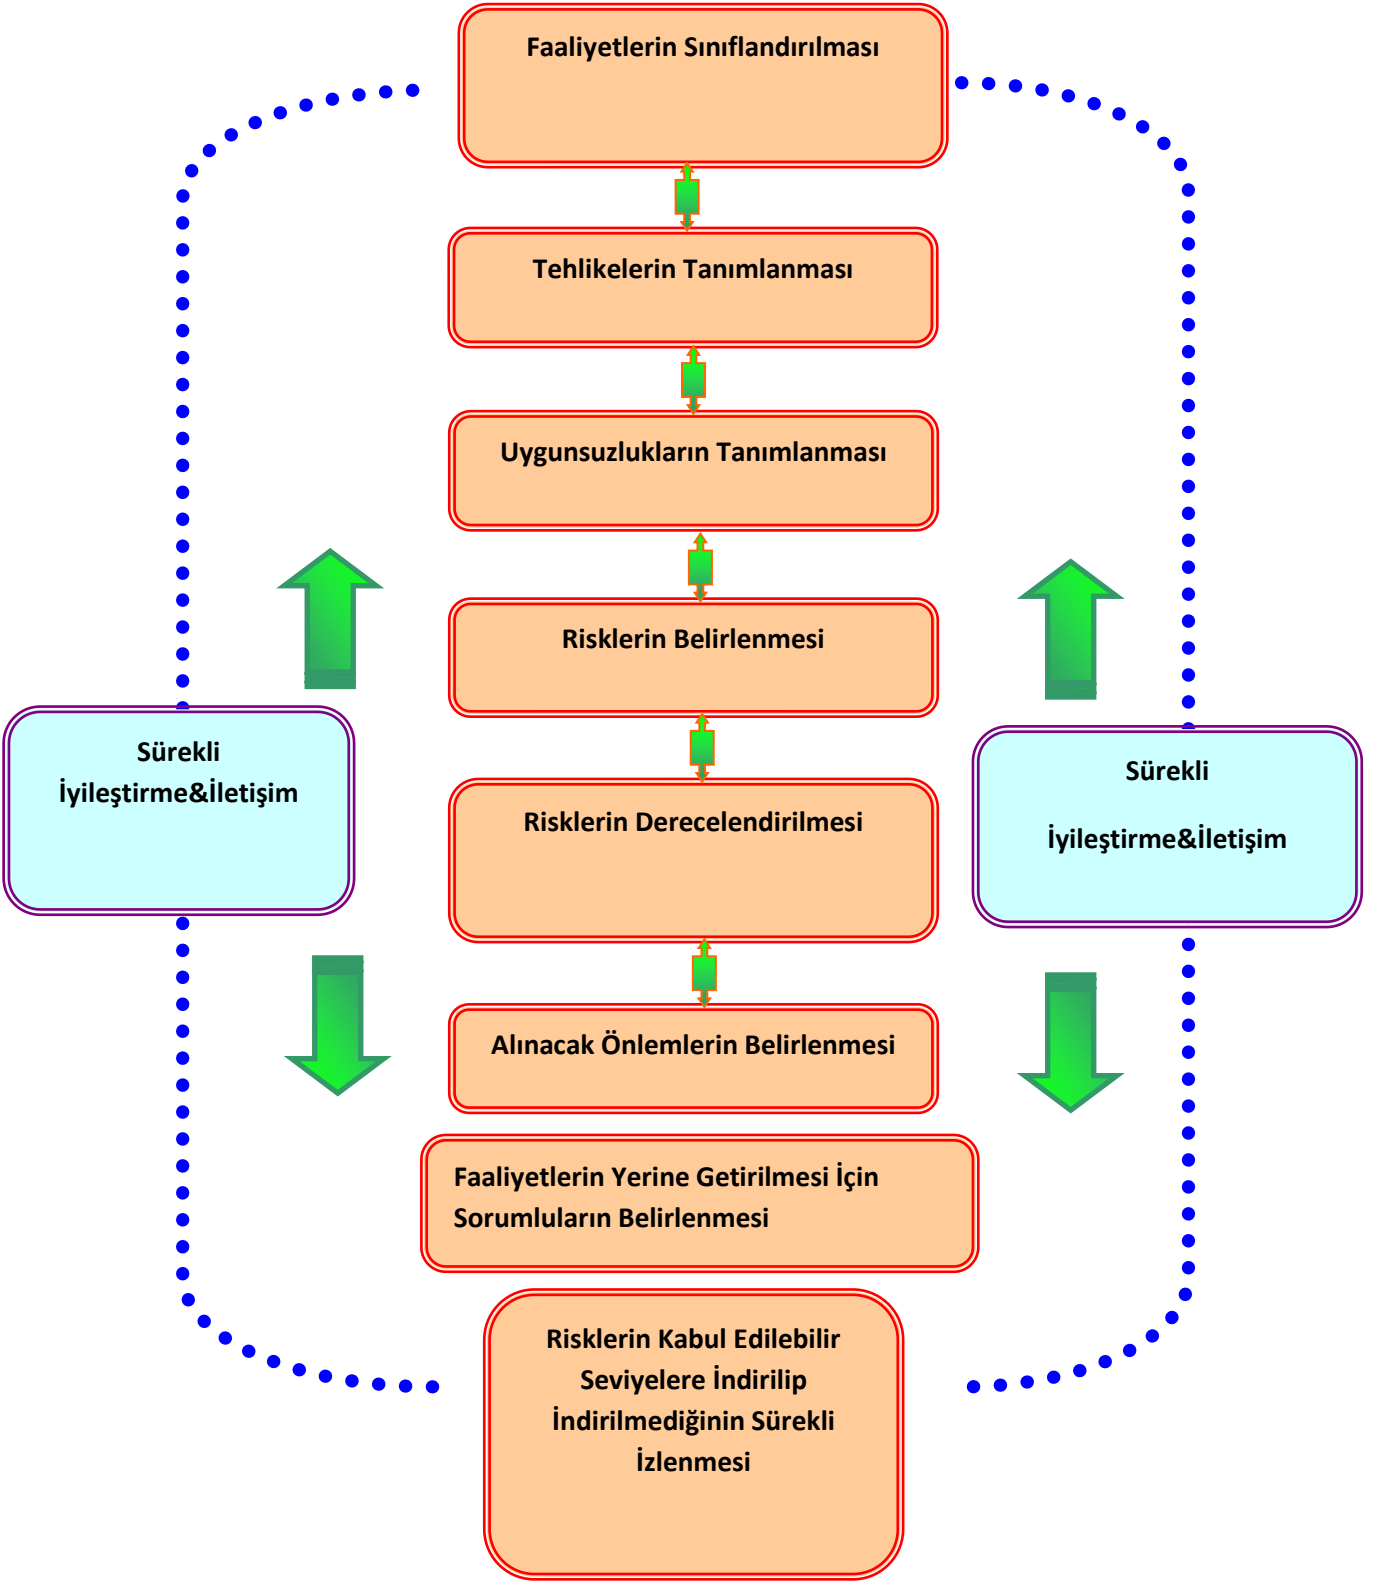 Faaliyetlerin Sınıflandırılması
Tehlikelerin Tanımlanması
Uygunsuzlukların Tanımlanması
Risklerin Belirlenmesi
Sürekli
İyileştirme&İletişim
Risklerin Derecelendirilmesi
Sürekli
İyileştirme&İletişim
Alınacak Önlemlerin Belirlenmesi
Faaliyetlerin Yerine Getirilmesi İçin
Sorumluların Belirlenmesi
Risklerin Kabul Edilebilir
Seviyelere İndirilip
İndirilmediğinin Sürekli
İzlenmesi